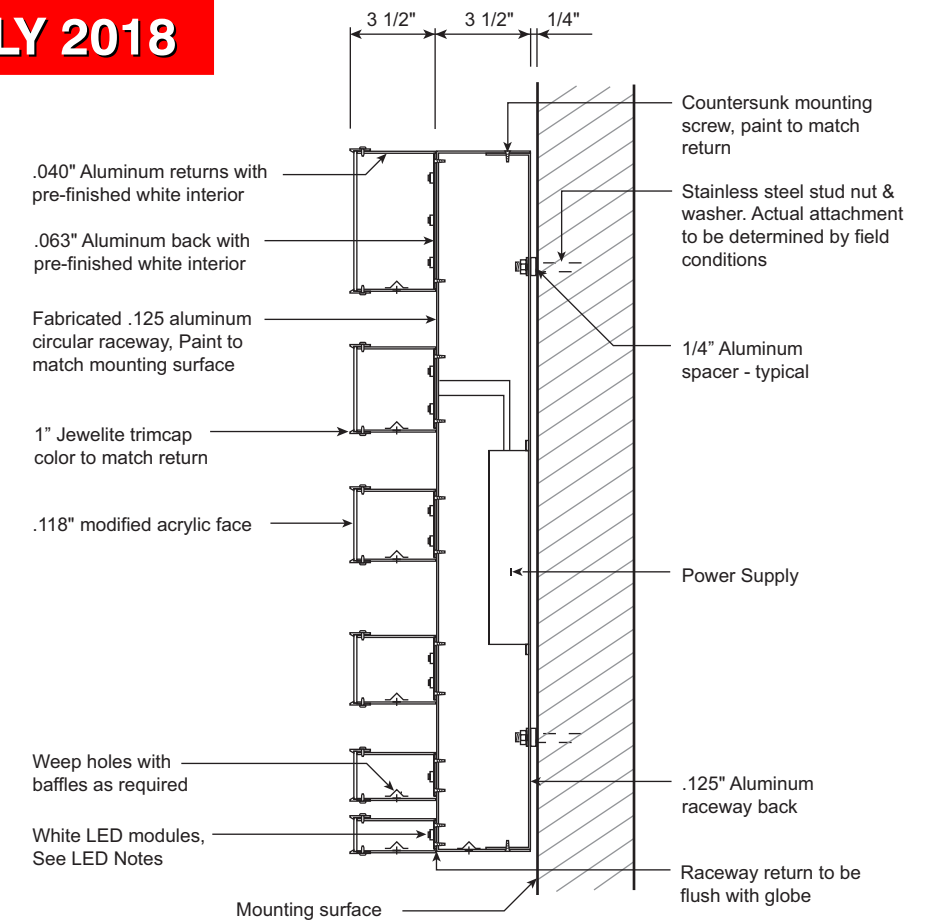 LY 2018
3 1/2" 3 1/2" 1/4"
.040" Aluminum returns with
pre-finished white interior
.063" Aluminum back with
pre-finished white interior
Fabricated .125 aluminum
circular raceway, Paint to
match mounting surface
1” Jewelite trimcap
color to match return
.118" modified acrylic face
Weep holes with
baffles as required
White LED modules,
See LED Notes
Mounting surface
Countersunk mounting
screw, paint to match
return
Stainless steel stud nut &
washer. Actual attachment
to be determined by field
conditions
1/4” Aluminum
spacer - typical
Power Supply
.125" Aluminum
raceway back
Raceway return to be
flush with globe